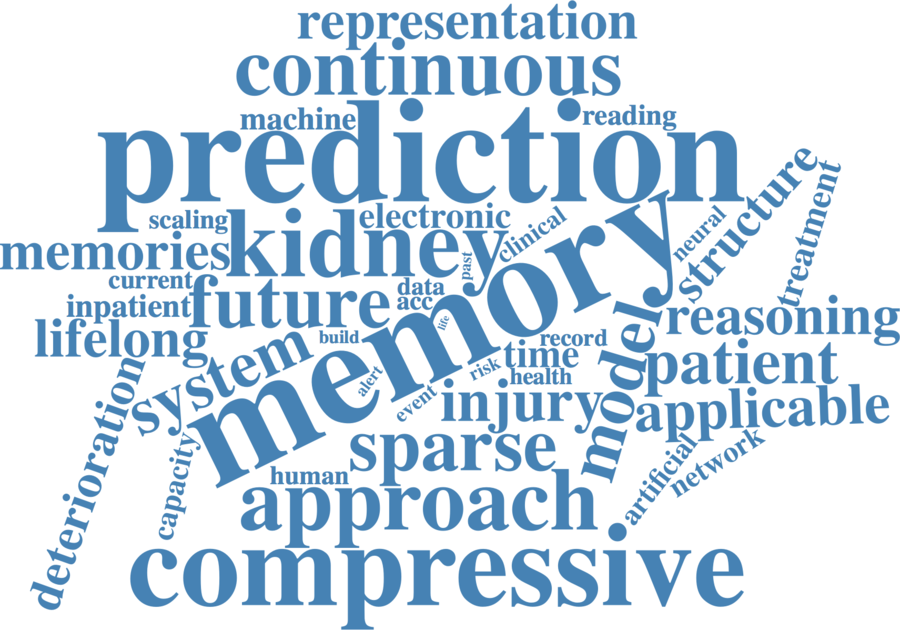 representation
continuous
machine
reading
prediction
scaling
electronic
clinical
neural
structure
treatment
memories
kidney
past
current
data
inpatient
future
acc
memory
life
lifelong
build
record
reasoning
system
alert
risk
time
health
model
patient
deterioration
event
injury
applicable
capacity
sparse
artificial
network
human
approach
compressive